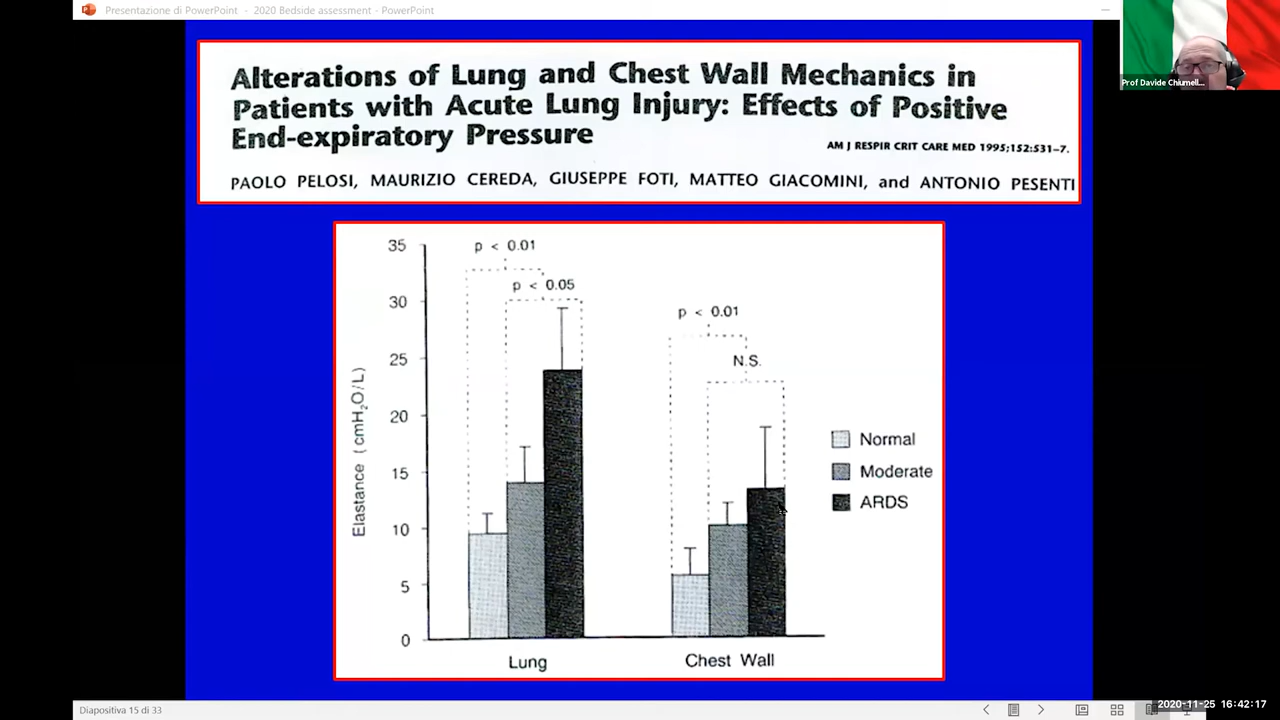 Presentazione di PowerPoint - 2020 Bedside assessment - PowerPoint
Prof Davide Chiumell...
Alterations of Lung and Chest Wall Mechanics in
Patients with Acute Lung Injury: Effects of Positive
End-expiratory Pressure
AM J RESPIR CRIT CARE MED 1995;152:531–7.
PAOLO PELOSI, MAURIZIO CEREDA, GIUSEPPE FOTI, MATTEO GIACOMINI, and ANTONIO PESENTI
35
30
25
20
15
10
5
0
Elastance (cmH₂O/L)
p < 0.01
p < 0.05
p < 0.01
N.S.
Normal
Moderate
ARDS
Lung
Chest Wall
Diapositiva 15 di 33
2020-11-25 16:42:17